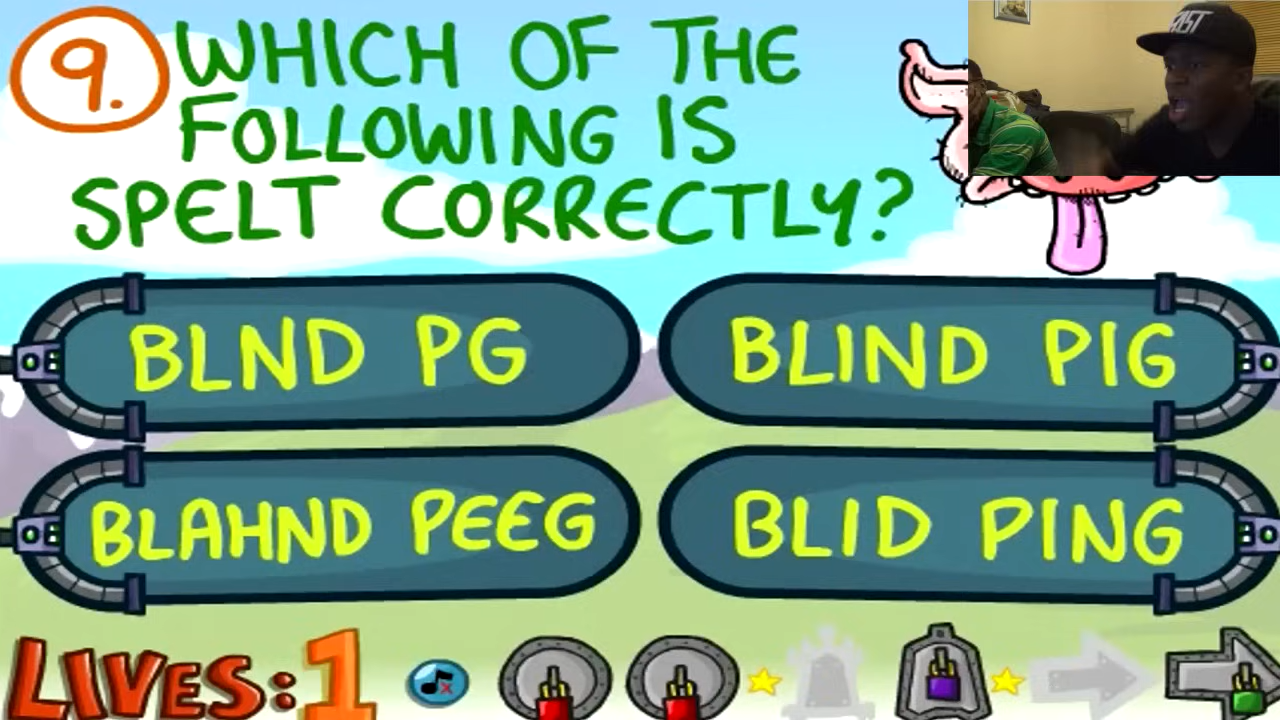 9. WHICH OF THE
FOLLOWING IS
SPELT CORRECTLY?
BLND PG
BLIND PIG
BLAHND PEEG
BLID PING
LIVES: 1